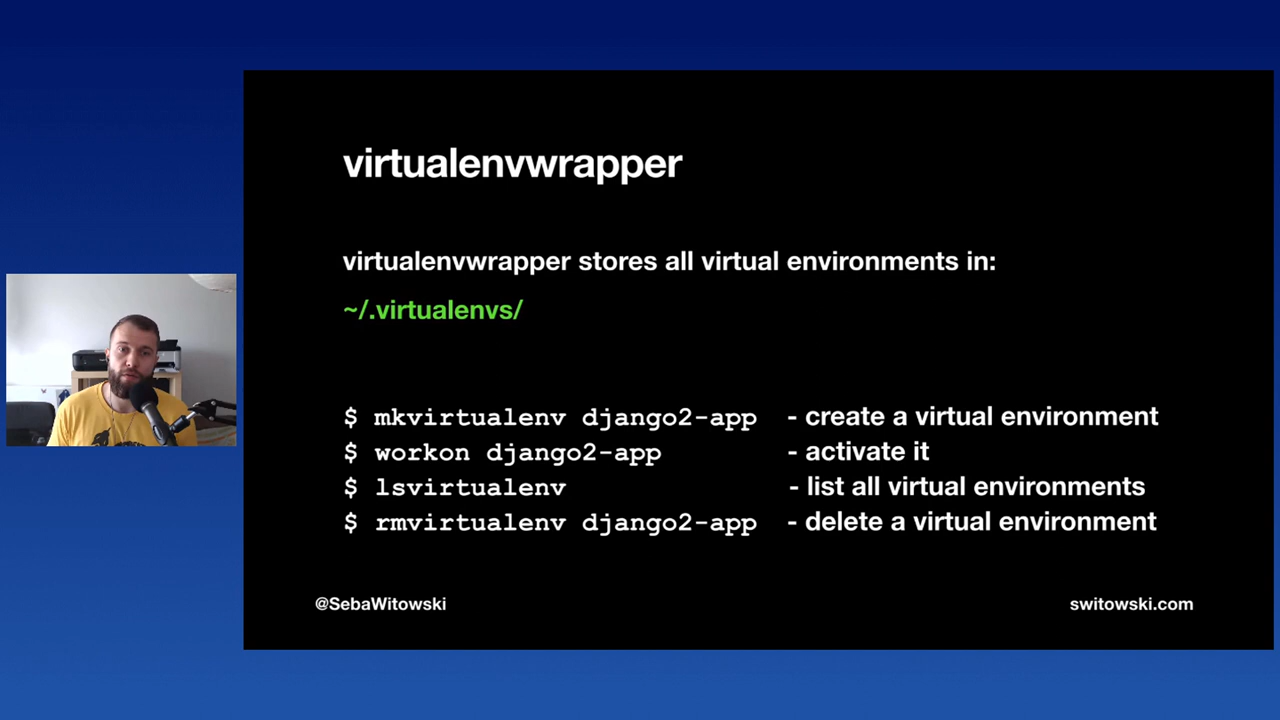 virtualenvwrapper
virtualenvwrapper stores all virtual environments in:
~/.virtualenvs/
$ mkvirtualenv django2-app - create a virtual environment
$ workon django2-app - activate it
$ lsvirtualenv - list all virtual environments
$ rmvirtualenv django2-app - delete a virtual environment
@SebaWitowski
switowski.com